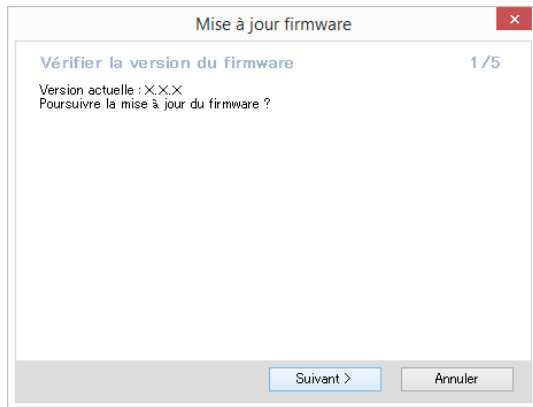 Mise à jour firmware
Vérifier la version du firmware 1/5
Version actuelle : X.X.X
Poursuivre la mise à jour du firmware ?
Suivant > Annuler